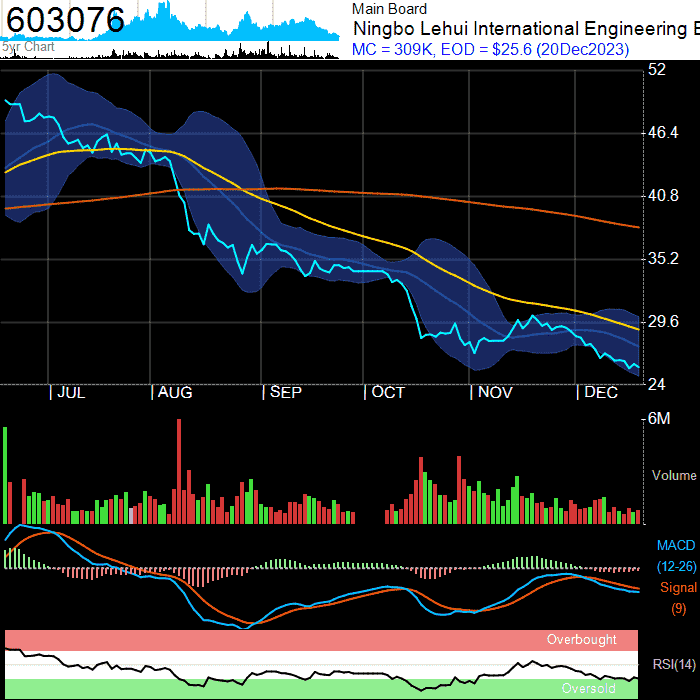 603076
5yr Chart
Main Board
Ningbo Lehui International Engineering E
MC = 309K, EOD = $25.6 (20Dec2023)
52
46.4
40.8
35.2
29.6
24
| JUL | AUG | SEP | OCT | NOV | DEC
6M
Volume
MACD
(12-26)
Signal
(9)
Overbought
RSI(14)
Oversold